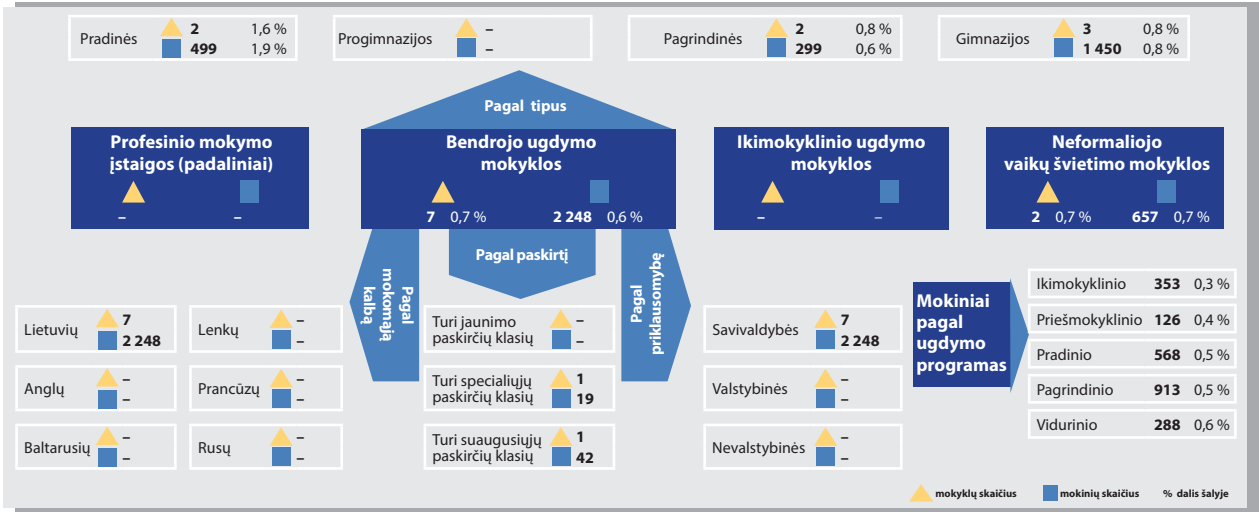 Pradinės
2 1,6 %
499 1,9 %
Progimnazijos
–
–
Pagrindinės
2 0,8 %
299 0,6 %
Gimnazijos
3 0,8 %
1 450 0,8 %
Pagal tipus
Profesinio mokymo
įstaigos (padaliniai)
– –
Bendrojo ugdymo
mokyklos
7 0,7 % 2 248 0,6 %
Ikimokyklinio ugdymo
mokyklos
– –
Neformaliojo
vaikų švietimo mokyklos
2 0,7 % 657 0,7 %
Pagal
mokomąją
kalbą
Pagal paskirtį
Pagal
priklausomybę
Lietuvių
7
2 248
Lenkų
–
–
Anglų
–
–
Prancūzų
–
–
Baltarusių
–
–
Rusų
–
–
Turi jaunimo
paskirčių klasių
–
–
Turi specialiųjų
paskirčių klasių
1
19
Turi suaugusiųjų
paskirčių klasių
1
42
Savivaldybės
7
2 248
Valstybinės
–
–
Nevalstybinės
–
–
Mokiniai
pagal
ugdymo
programas
Ikimokyklinio 353 0,3 %
Priešmokyklinio 126 0,4 %
Pradinio 568 0,5 %
Pagrindinio 913 0,5 %
Vidurinio 288 0,6 %
mokyklų skaičius mokinių skaičius % dalis šalyje